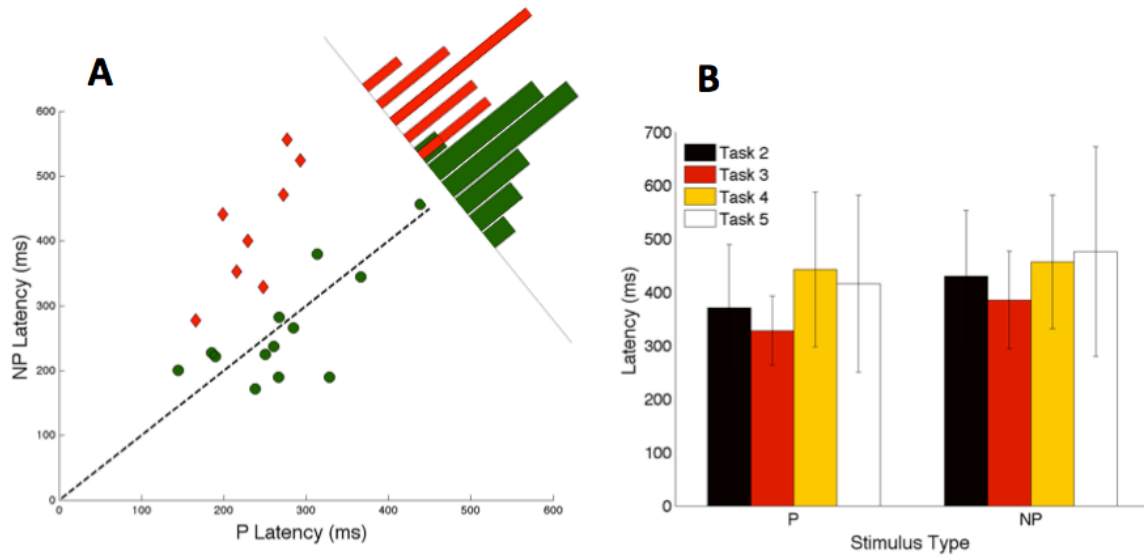 A
600
500
400
300
200
100
0
NP Latency (ms)
0 100 200 300 400 500 600
P Latency (ms)
B
700
600
500
400
300
200
100
0
Latency (ms)
Task 2
Task 3
Task 4
Task 5
P NP
Stimulus Type